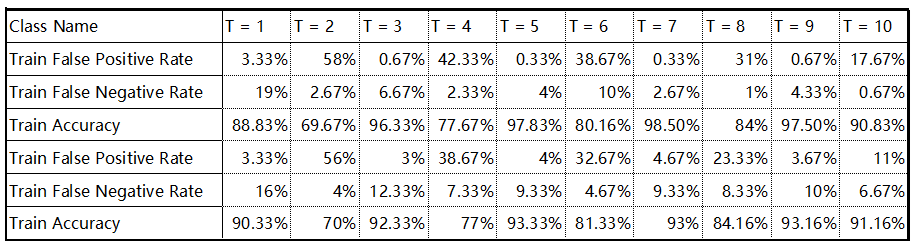 Class Name T = 1 T = 2 T = 3 T = 4 T = 5 T = 6 T = 7 T = 8 T = 9 T = 10
Train False Positive Rate 3.33% 58% 0.67% 42.33% 0.33% 38.67% 0.33% 31% 0.67% 17.67%
Train False Negative Rate 19% 2.67% 6.67% 2.33% 4% 10% 2.67% 1% 4.33% 0.67%
Train Accuracy 88.83% 69.67% 96.33% 77.67% 97.83% 80.16% 98.50% 84% 97.50% 90.83%
Train False Positive Rate 3.33% 56% 3% 38.67% 4% 32.67% 4.67% 23.33% 3.67% 11%
Train False Negative Rate 16% 4% 12.33% 7.33% 9.33% 4.67% 9.33% 8.33% 10% 6.67%
Train Accuracy 90.33% 70% 92.33% 77% 93.33% 81.33% 93% 84.16% 93.16% 91.16%